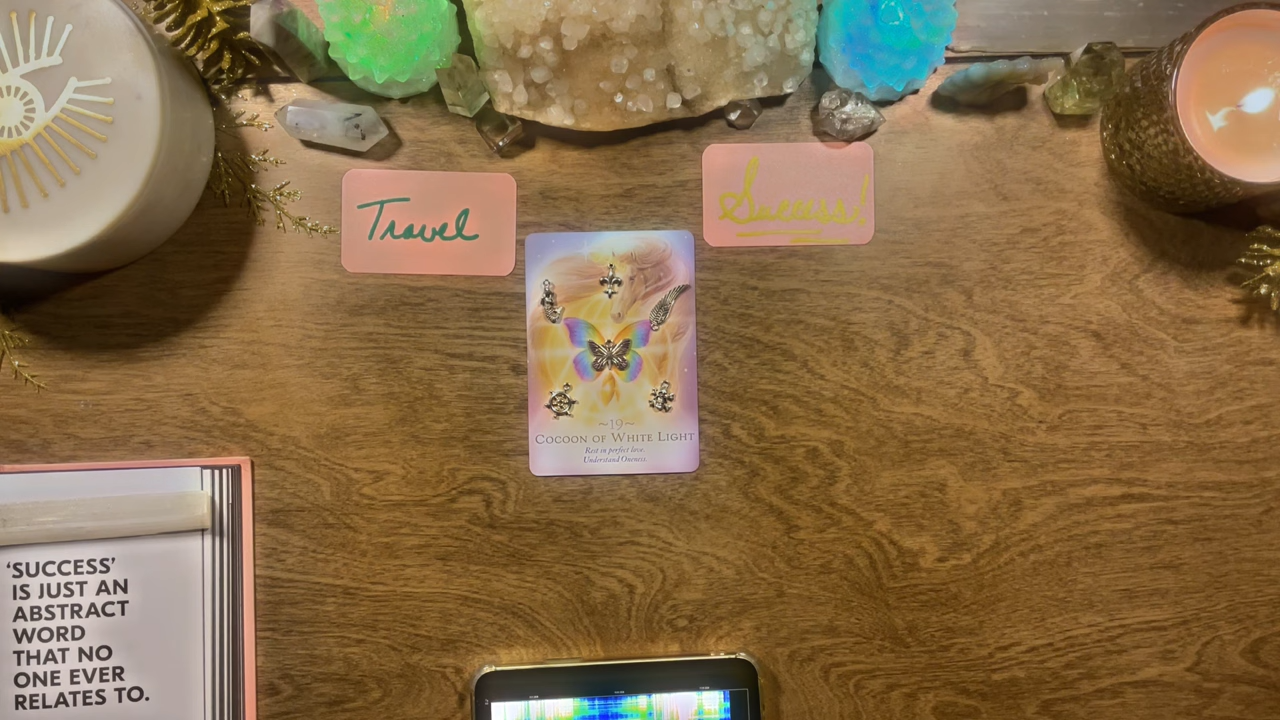 Travel
Success!
~19~
COCOON OF WHITE LIGHT
Rest in perfect love.
Understand Oneness.
'SUCCESS'
IS JUST AN
ABSTRACT
WORD
THAT NO
ONE EVER
RELATES TO.